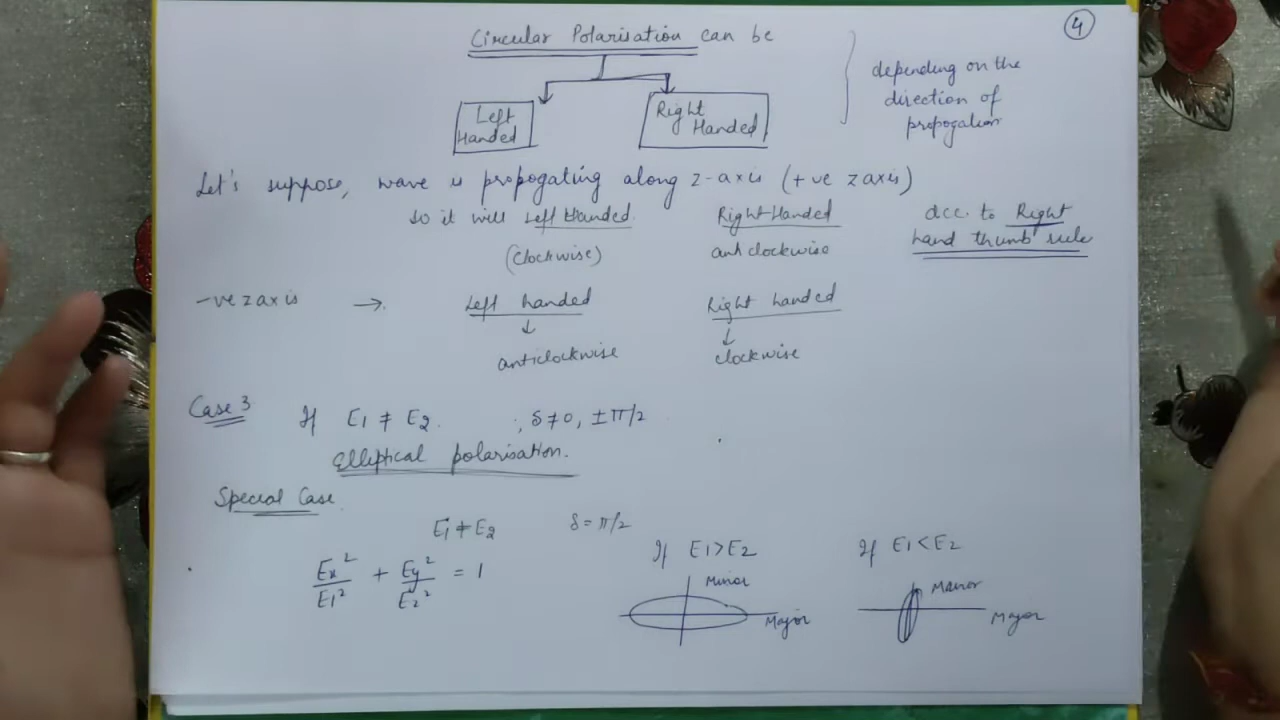 4
Circular Polarisation can be
Left Handed
Right Handed
depending on the
direction of
propogation
Let's suppose, wave is propogating along z-axis (+ve z axis)
so it will Left Handed
Right Handed
acc. to Right
hand thumb rule
(clockwise)
anticlockwise
-ve z axis →
Left handed
Right handed
↓
↓
anticlockwise
clockwise
Case 3 If E1 ≠ E2 ; δ ≠ 0, ± π/2
Elliptical polarisation.
Special Case
E1 ≠ E2 δ = π/2
If E1 > E2
If E1 < E2
Ex²/E1² + Ey²/E2² = 1
Minor
Major
Major